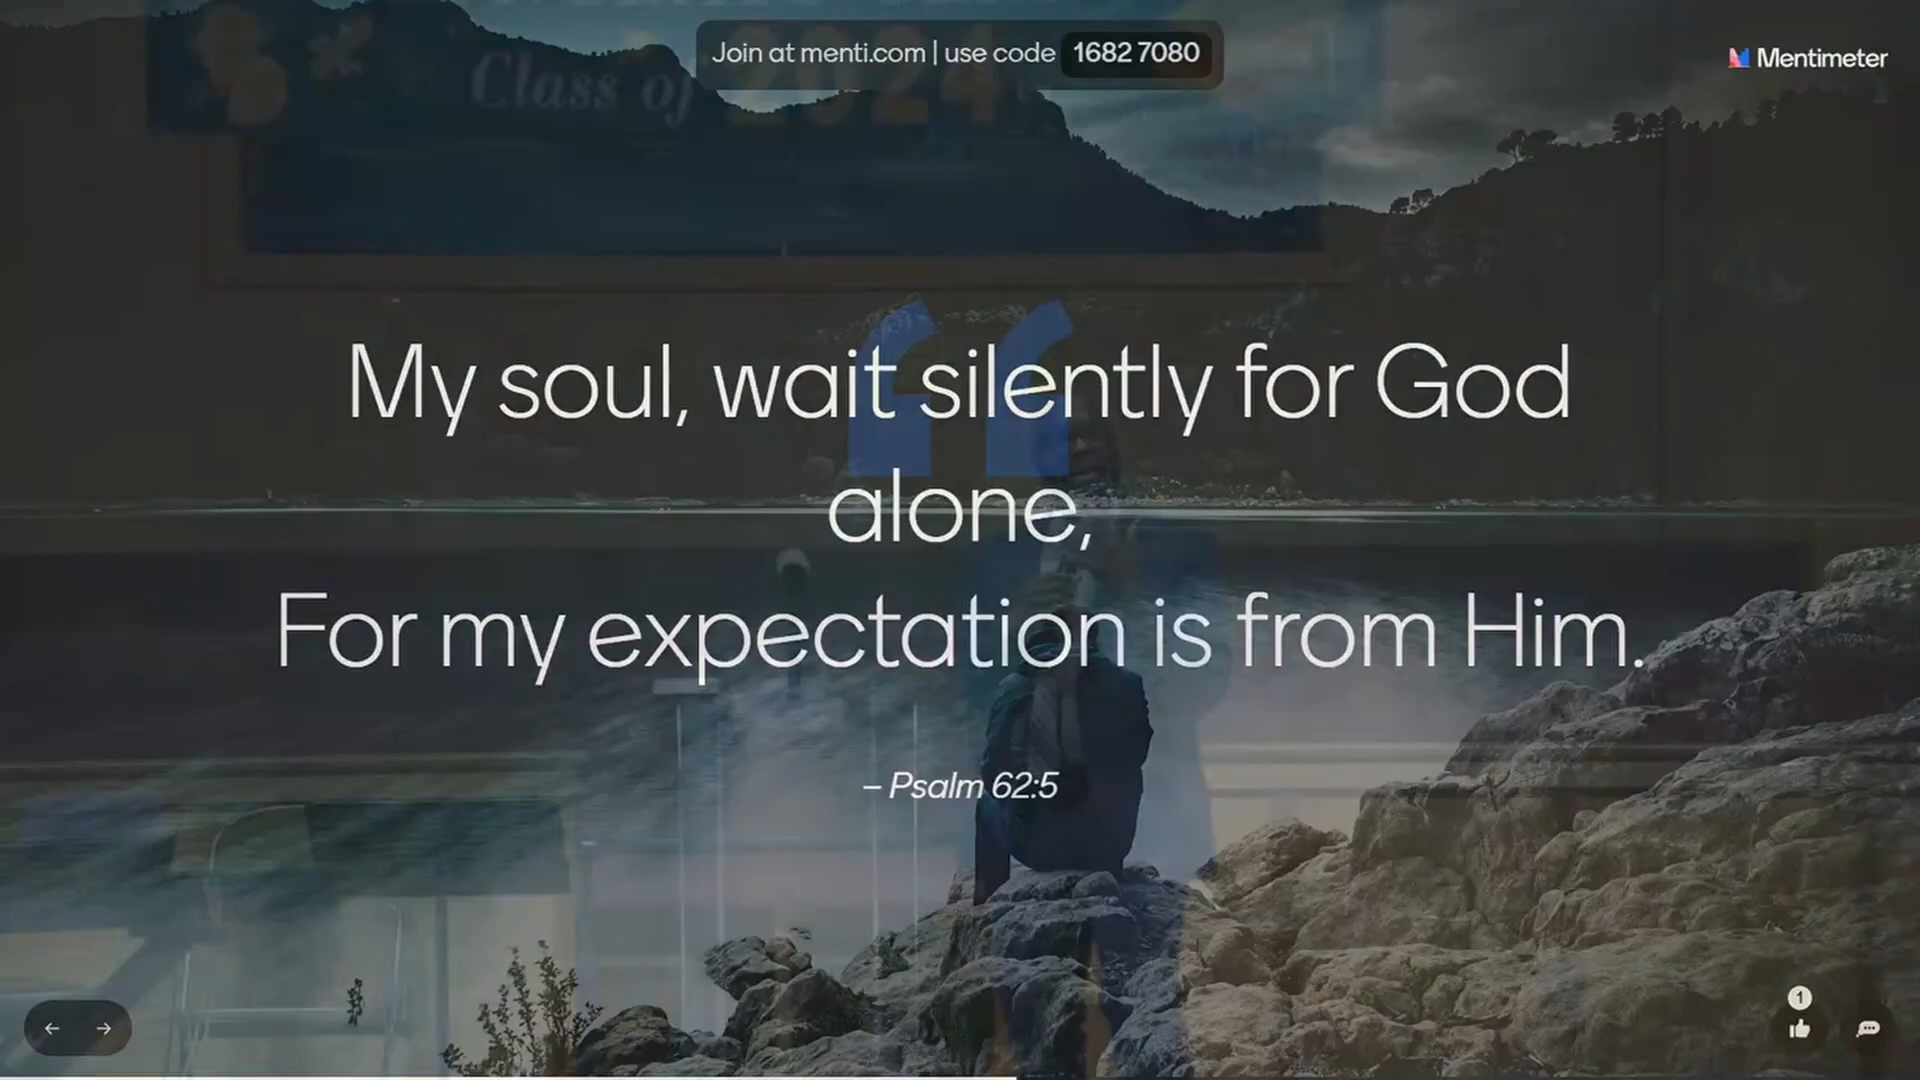 Class of 2024
Join at menti.com | use code 1682 7080
Mentimeter
My soul, wait silently for God
alone,
For my expectation is from Him.
– Psalm 62:5
1